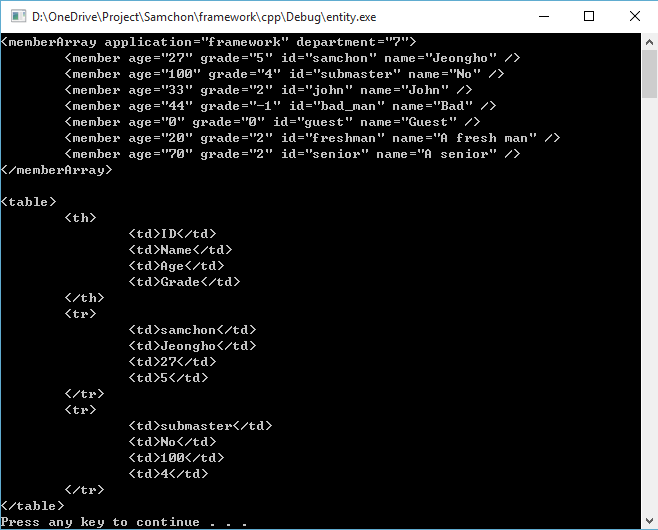 D:\OneDrive\Project\Samchon\framework\cpp\Debug\entity.exe
<memberArray application="framework" department="7">
<member age="27" grade="5" id="samchon" name="Jeongho" />
<member age="100" grade="4" id="submaster" name="No" />
<member age="33" grade="2" id="john" name="John" />
<member age="44" grade="-1" id="bad_man" name="Bad" />
<member age="0" grade="0" id="guest" name="Guest" />
<member age="20" grade="2" id="freshman" name="A fresh man" />
<member age="70" grade="2" id="senior" name="A senior" />
</memberArray>
<table>
<th>
<td>ID</td>
<td>Name</td>
<td>Age</td>
<td>Grade</td>
</th>
<tr>
<td>samchon</td>
<td>Jeongho</td>
<td>27</td>
<td>5</td>
</tr>
<tr>
<td>submaster</td>
<td>No</td>
<td>100</td>
<td>4</td>
</tr>
</table>
Press any key to continue . . .